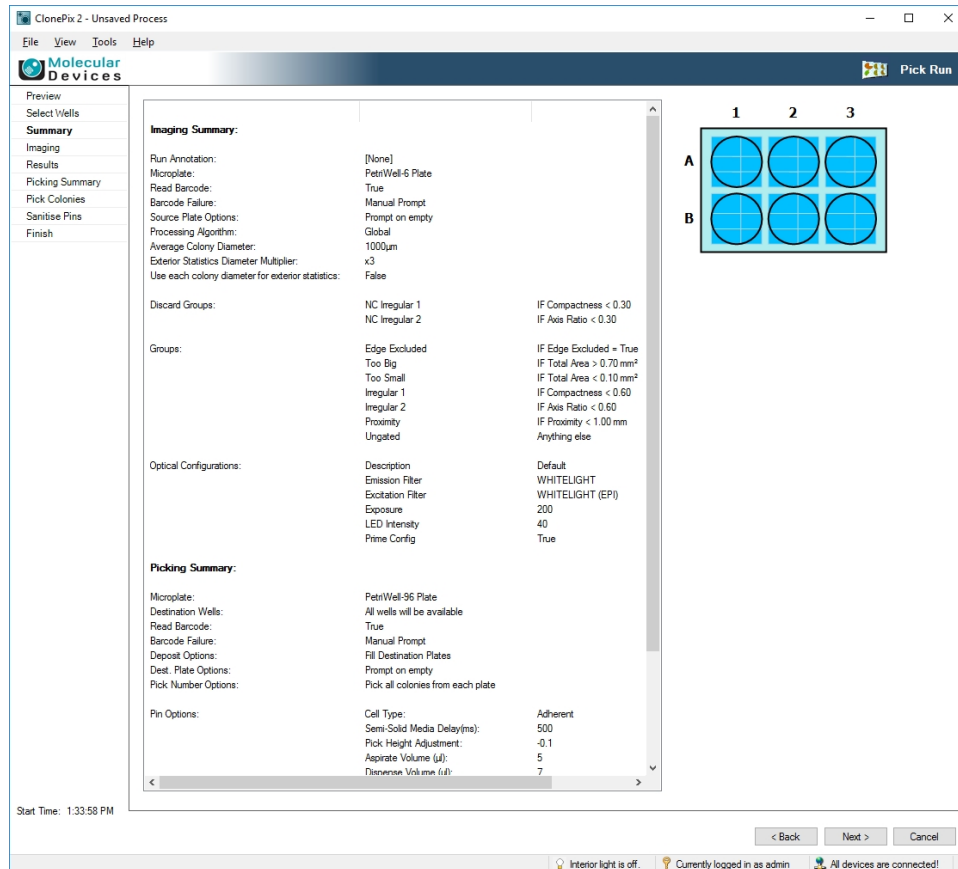 ClonePix 2 - Unsaved Process
File View Tools Help
Molecular
Devices
Pick Run
Preview
Select Wells
Summary
Imaging
Results
Picking Summary
Pick Colonies
Sanitise Pins
Finish
Imaging Summary:
Run Annotation: [None]
Microplate: PetriWell-6 Plate
Read Barcode: True
Barcode Failure: Manual Prompt
Source Plate Options: Prompt on empty
Processing Algorithm: Global
Average Colony Diameter: 1000µm
Exterior Statistics Diameter Multiplier: x3
Use each colony diameter for exterior statistics: False
Discard Groups: NC Irregular 1 IF Compactness < 0.30
NC Irregular 2 IF Axis Ratio < 0.30
Groups: Edge Excluded IF Edge Excluded = True
Too Big IF Total Area > 0.70 mm²
Too Small IF Total Area < 0.10 mm²
Irregular 1 IF Compactness < 0.60
Irregular 2 IF Axis Ratio < 0.60
Proximity IF Proximity < 1.00 mm
Ungated Anything else
Optical Configurations: Description Default
Emission Filter WHITELIGHT
Excitation Filter WHITELIGHT (EPI)
Exposure 200
LED Intensity 40
Prime Config True
Picking Summary:
Microplate: PetriWell-96 Plate
Destination Wells: All wells will be available
Read Barcode: True
Barcode Failure: Manual Prompt
Deposit Options: Fill Destination Plates
Dest. Plate Options: Prompt on empty
Pick Number Options: Pick all colonies from each plate
Pin Options: Cell Type: Adherent
Semi-Solid Media Delay(ms): 500
Pick Height Adjustment: -0.1
Aspirate Volume (µl): 5
Dispense Volume (µl): 7
1 2 3
A
B
Start Time: 1:33:58 PM
< Back Next > Cancel
Interior light is off. Currently logged in as admin All devices are connected!